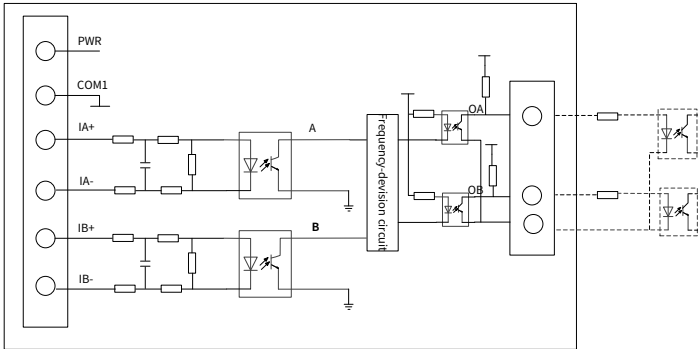 PWR
COM1
IA+
IA-
IB+
IB-
A
B
Frequency-devision circuit
OA
OB